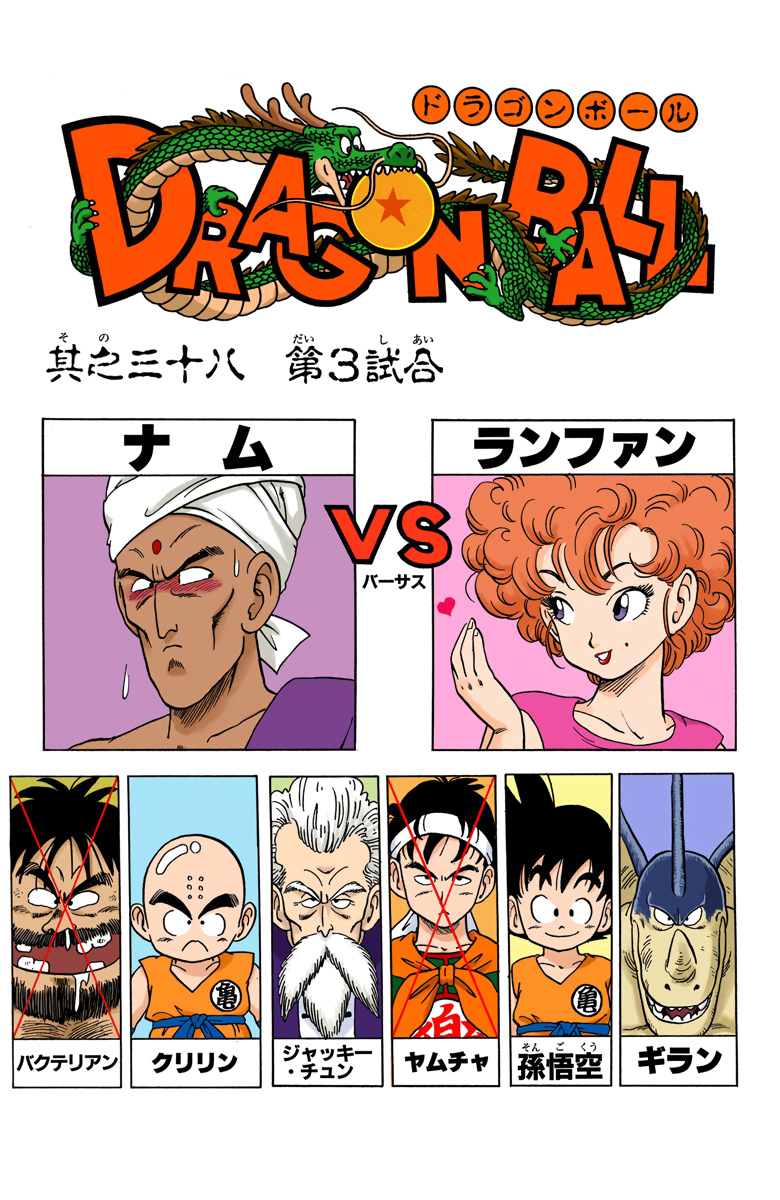 ドラゴンボール
DRAGON BALL
其之三十八 第3試合
ナム
ランファン
VS
バーサス
亀
亀
狼
バクテリアン
クリリン
ジャッキー
・チュン
ヤムチャ
孫悟空
ギラン